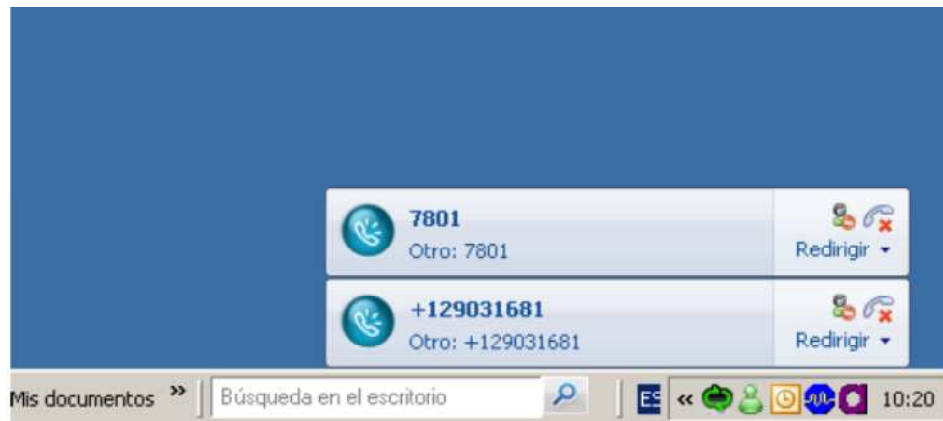 7801
Otro: 7801
Redirigir
+129031681
Otro: +129031681
Redirigir
Mis documentos » Búsqueda en el escritorio ES « 10:20